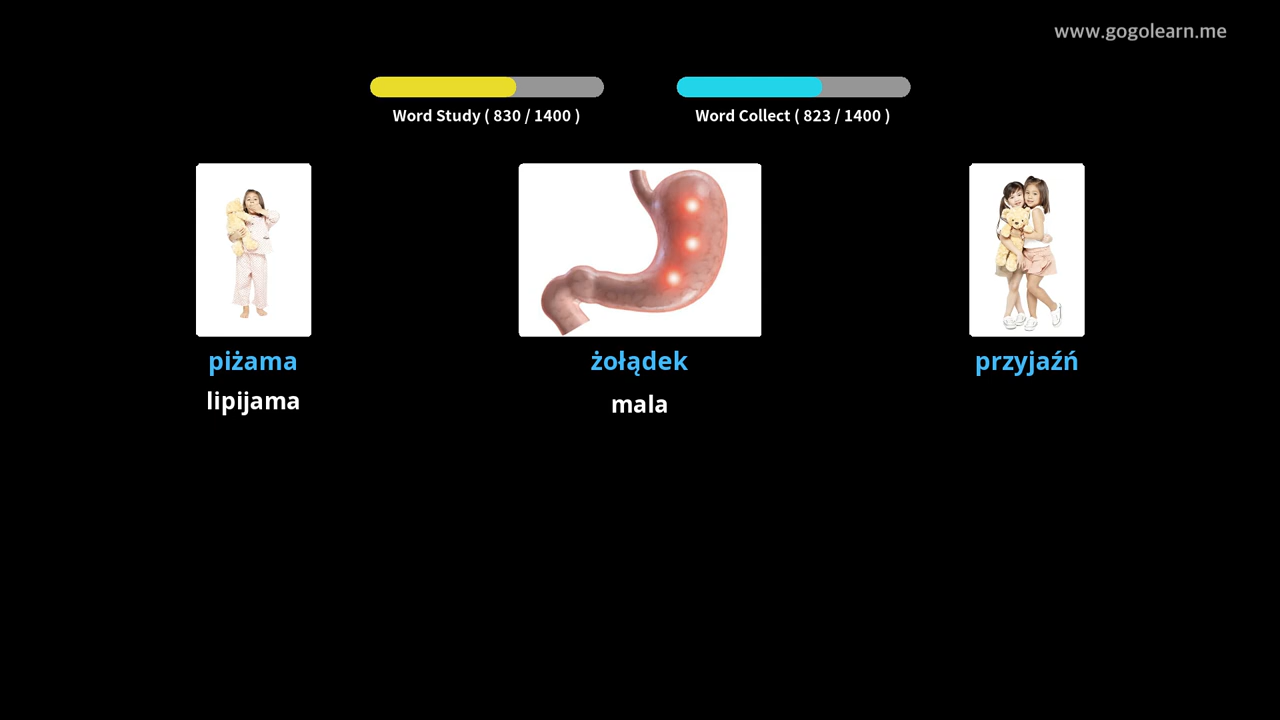 www.gogolearn.me
Word Study ( 830 / 1400 )
Word Collect ( 823 / 1400 )
piżama
żołądek
przyjaźń
lipijama
mala